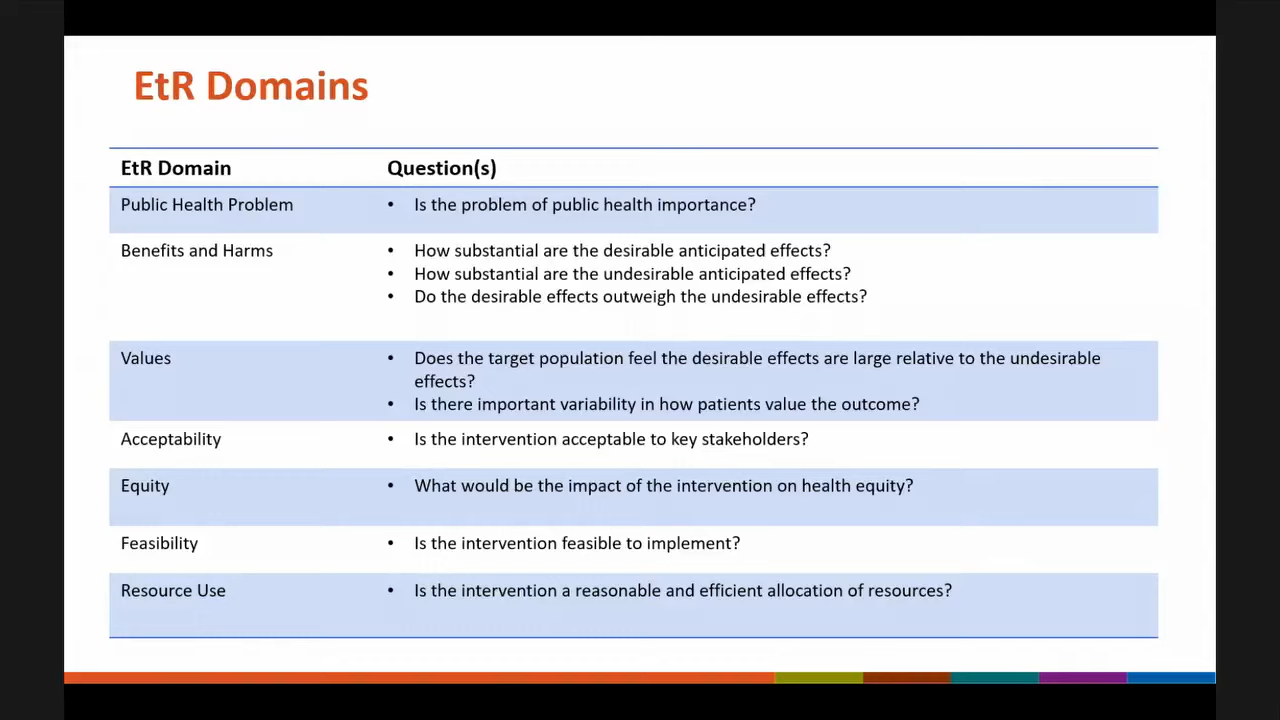 EtR Domains
EtR Domain Question(s)
Public Health Problem • Is the problem of public health importance?
Benefits and Harms • How substantial are the desirable anticipated effects?
• How substantial are the undesirable anticipated effects?
• Do the desirable effects outweigh the undesirable effects?
Values • Does the target population feel the desirable effects are large relative to the undesirable
effects?
• Is there important variability in how patients value the outcome?
Acceptability • Is the intervention acceptable to key stakeholders?
Equity • What would be the impact of the intervention on health equity?
Feasibility • Is the intervention feasible to implement?
Resource Use • Is the intervention a reasonable and efficient allocation of resources?